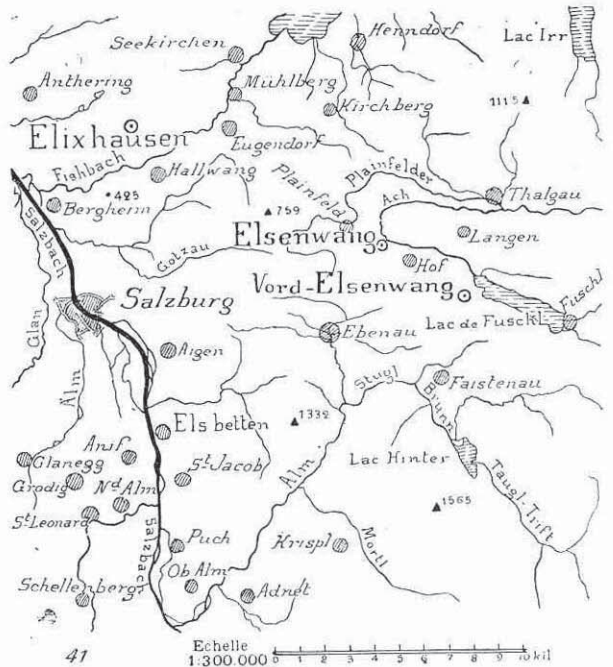 Henndorf
Lac Irr
Seekirchen
Anthering
Mühlberg
1115
Kirchberg
Elixhausen
Eugendorf
Fishbach
Hallwang
Plainfelder
Plainfeld
Thalgau
Ach
Bergheim
425
759
Salzbach
Elsenwang
Langen
Gotzau
Hof
Vord-Elsenwang
Salzburg
Fuschl
Lac de Fuschl
Glan
Ebenau
Aigen
Stugl
Faistenau
Älm
Brunn
Els betten
1332
Anif
Lac Hinter
Glanegg
St Jacob
Alm
Grodig
Nd Alm
1565
Taugl-Trift
St Leonard
Salzbach
Puch
Krispl
Mortl
Ob Alm
Schellenberg
Adnet
41
Echelle
1:300.000
0 1 2 3 4 5 6 7 8 9 10 kil